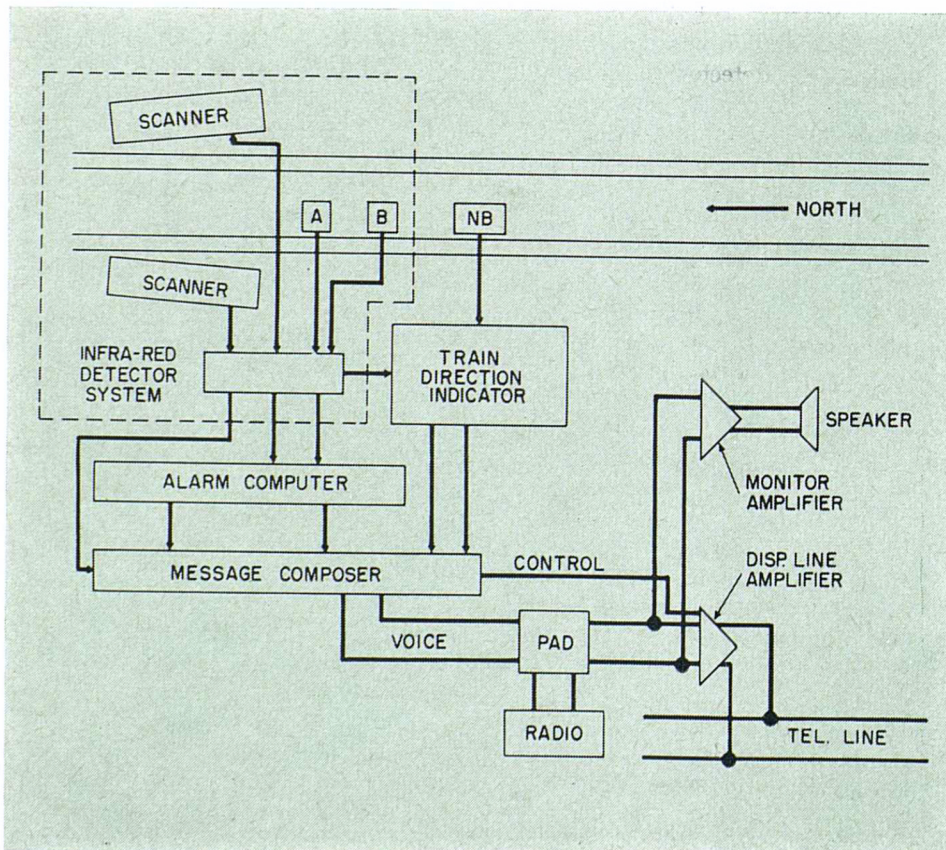 SCANNER
A
B
NB
NORTH
SCANNER
INFRA-RED
DETECTOR
SYSTEM
TRAIN
DIRECTION
INDICATOR
SPEAKER
ALARM COMPUTER
MONITOR
AMPLIFIER
MESSAGE COMPOSER
CONTROL
DISP. LINE
AMPLIFIER
VOICE
PAD
RADIO
TEL. LINE